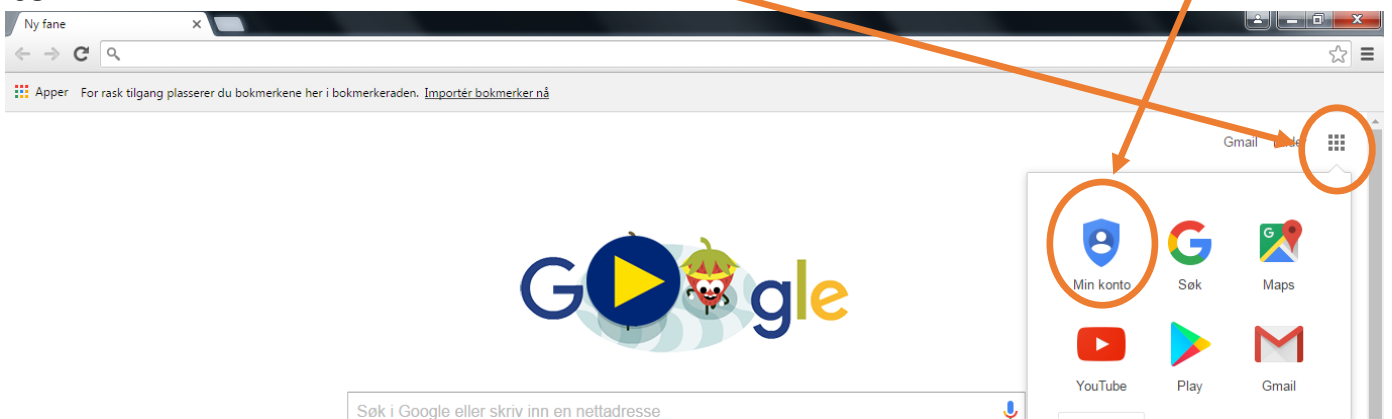 Ny fane
Apper For rask tilgang plasserer du bokmerkene her i bokmerkeraden. Importér bokmerker nå
Gmail
Google
Min konto Søk Maps
YouTube Play Gmail
Søk i Google eller skriv inn en nettadresse